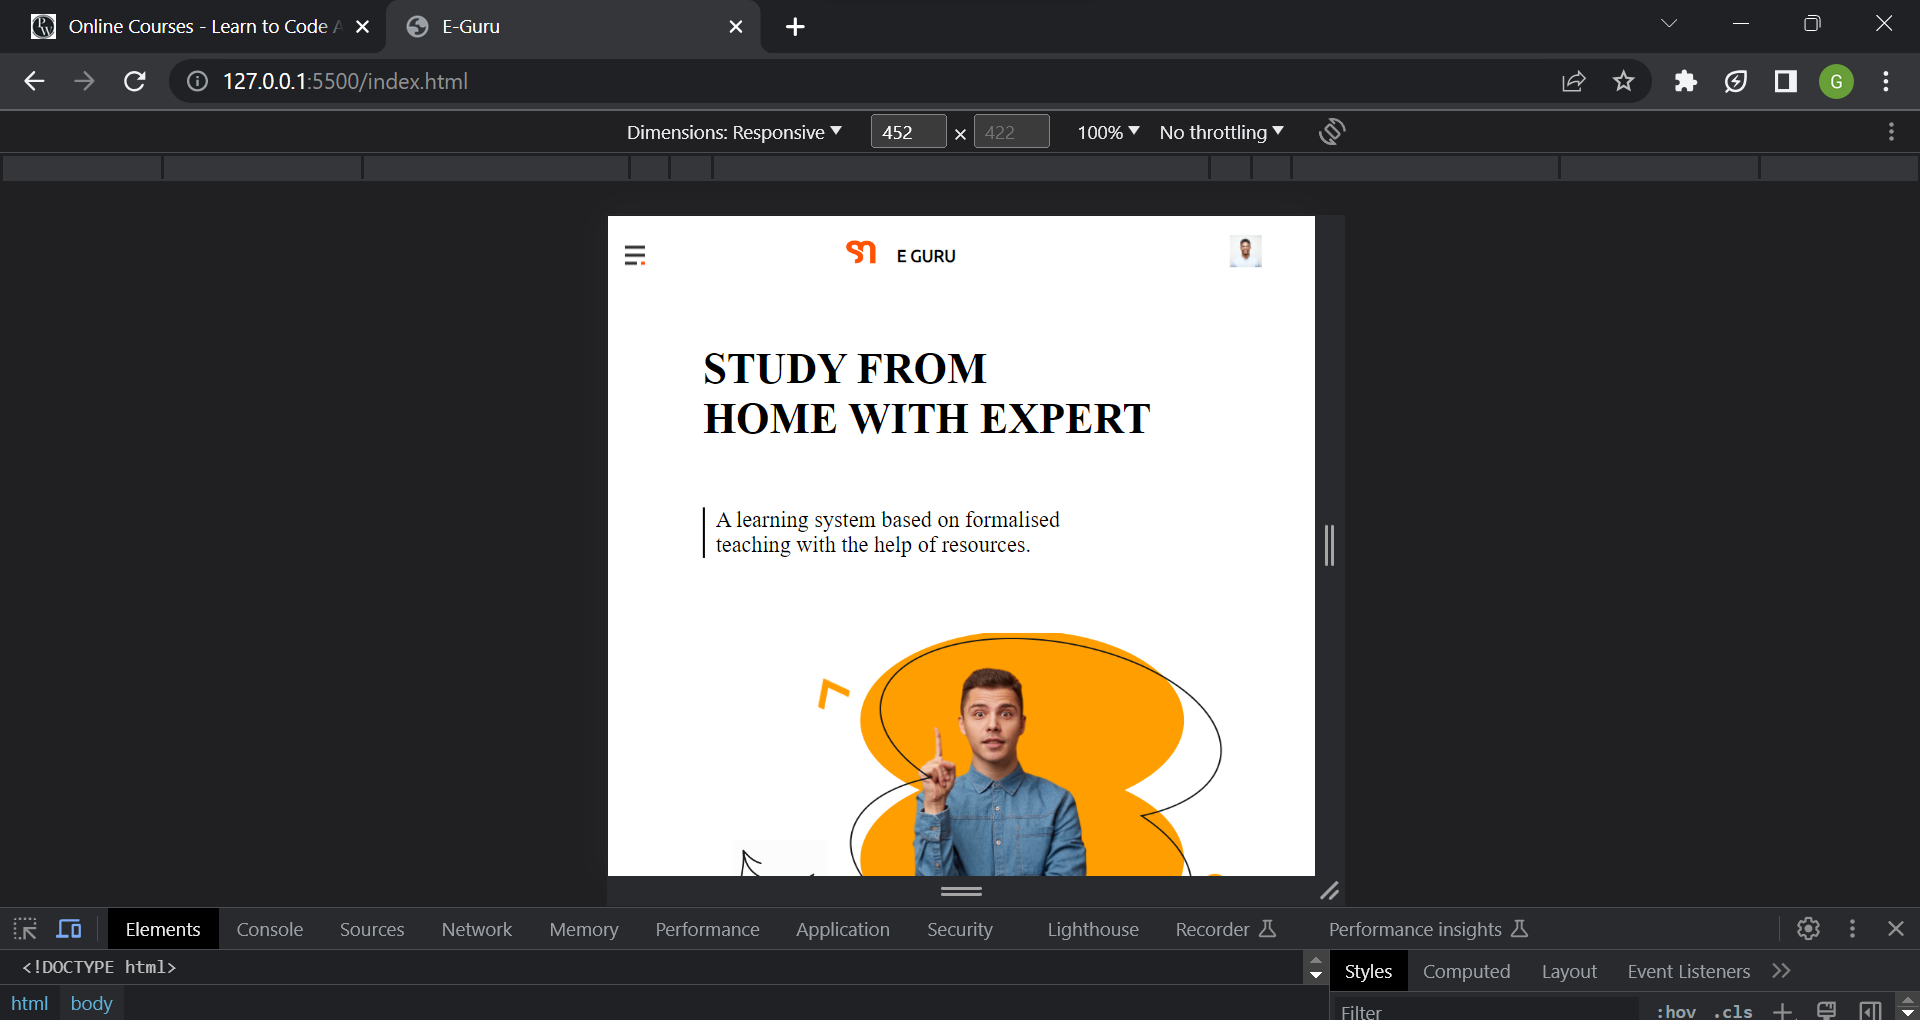 Online Courses - Learn to Code
E-Guru
127.0.0.1:5500/index.html
G
Dimensions: Responsive
452 × 422
100%
No throttling
E GURU
STUDY FROM
HOME WITH EXPERT
A learning system based on formalised
teaching with the help of resources.
Elements
Console
Sources
Network
Memory
Performance
Application
Security
Lighthouse
Recorder
Performance insights
<!DOCTYPE html>
html body
Styles
Computed
Layout
Event Listeners
Filter
:hov .cls